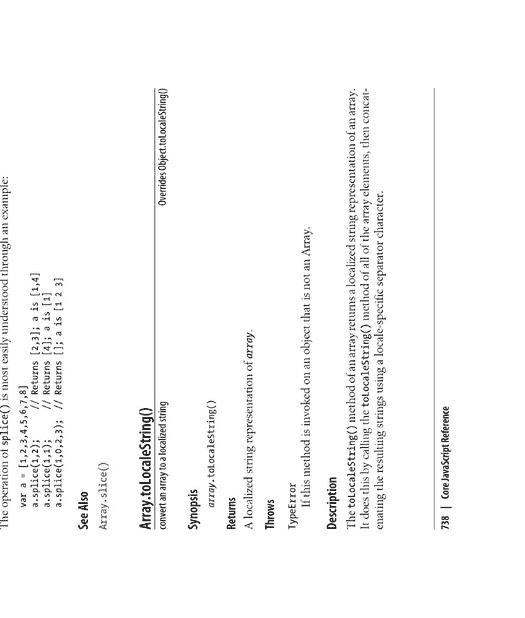 The operation of splice() is most easily understood through an example:
var a = [1,2,3,4,5,6,7,8]
a.splice(1,2); // Returns [2,3]; a is [1,4]
a.splice(1,1); // Returns [4]; a is [1]
a.splice(1,0,2,3); // Returns []; a is [1 2 3]
See Also
Array.slice()
Array.toLocaleString()
convert an array to a localized string Overrides Object.toLocaleString()
Synopsis
array.toLocaleString()
Returns
A localized string representation of array.
Throws
TypeError
If this method is invoked on an object that is not an Array.
Description
The toLocaleString() method of an array returns a localized string representation of an array.
It does this by calling the toLocaleString() method of all of the array elements, then concat-
enating the resulting strings using a locale-specific separator character.
738 | Core JavaScript Reference